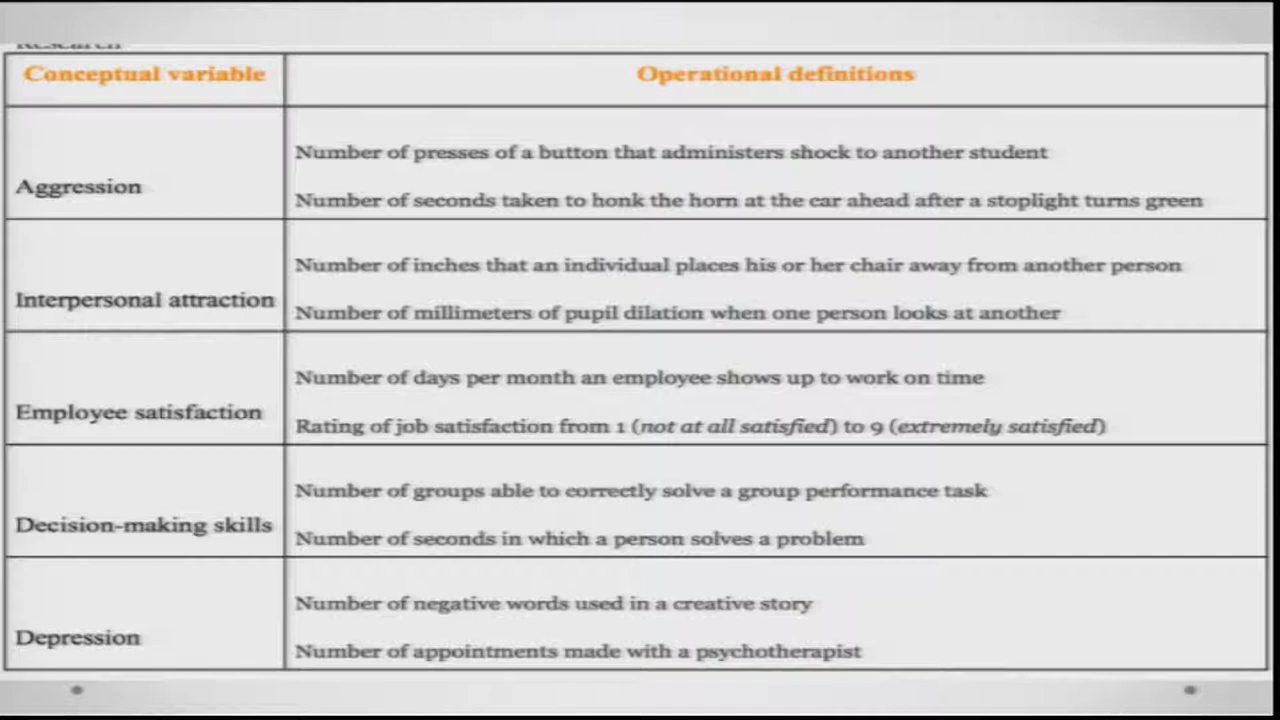 Research
Conceptual variable
Operational definitions
Aggression
Number of presses of a button that administers shock to another student
Number of seconds taken to honk the horn at the car ahead after a stoplight turns green
Interpersonal attraction
Number of inches that an individual places his or her chair away from another person
Number of millimeters of pupil dilation when one person looks at another
Employee satisfaction
Number of days per month an employee shows up to work on time
Rating of job satisfaction from 1 (not at all satisfied) to 9 (extremely satisfied)
Decision-making skills
Number of groups able to correctly solve a group performance task
Number of seconds in which a person solves a problem
Depression
Number of negative words used in a creative story
Number of appointments made with a psychotherapist